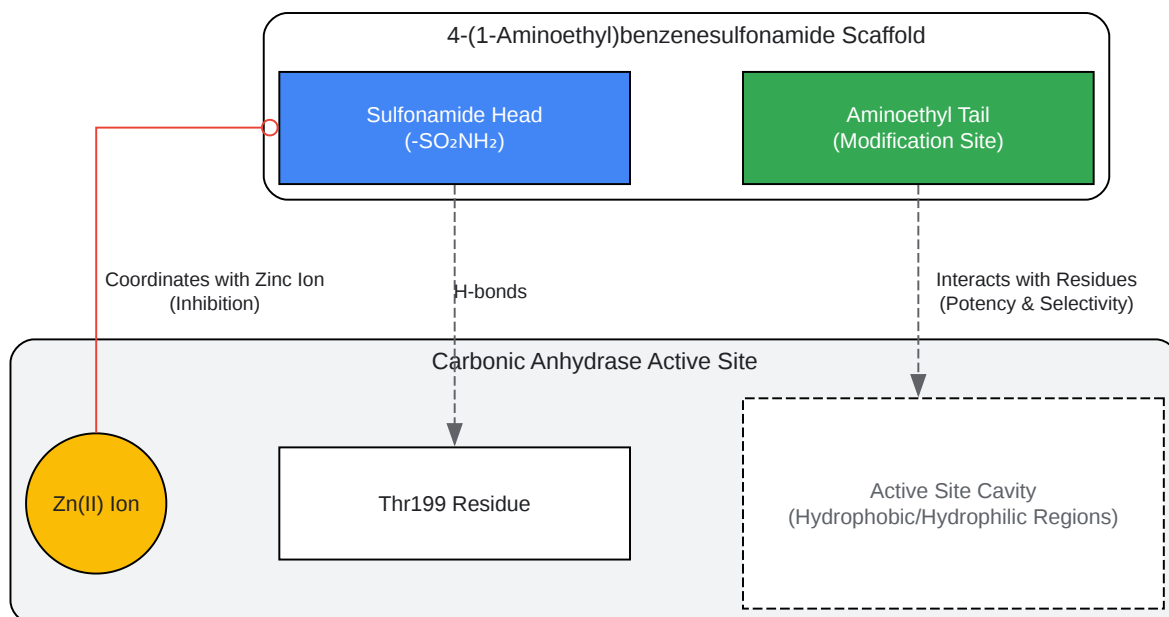 4-(1-Aminoethyl)benzenesulfonamide Scaffold
Sulfonamide Head
(-SO₂NH₂)
Aminoethyl Tail
(Modification Site)
Coordinates with Zinc Ion
(Inhibition)
H-bonds
Interacts with Residues
(Potency & Selectivity)
Carbonic Anhydrase Active Site
Zn(II) Ion
Thr199 Residue
Active Site Cavity
(Hydrophobic/Hydrophilic Regions)